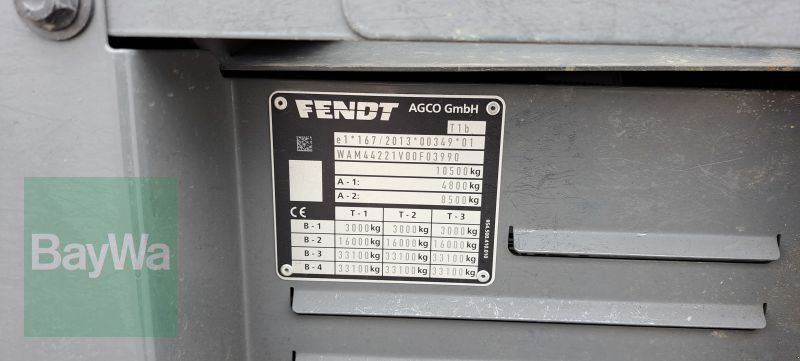 FENDT AGCO GmbH
T1b
e1*167/2013*00349*01
WAM44221V00F03990
10500 kg
A - 1: 4800 kg
A - 2: 8500 kg
CE T - 1 T - 2 T - 3
B - 1 3000 kg 3000 kg 3000 kg
B - 2 16000 kg 16000 kg 16000 kg
B - 3 33100 kg 33100 kg 33100 kg
B - 4 33100 kg 33100 kg 33100 kg
BayWa